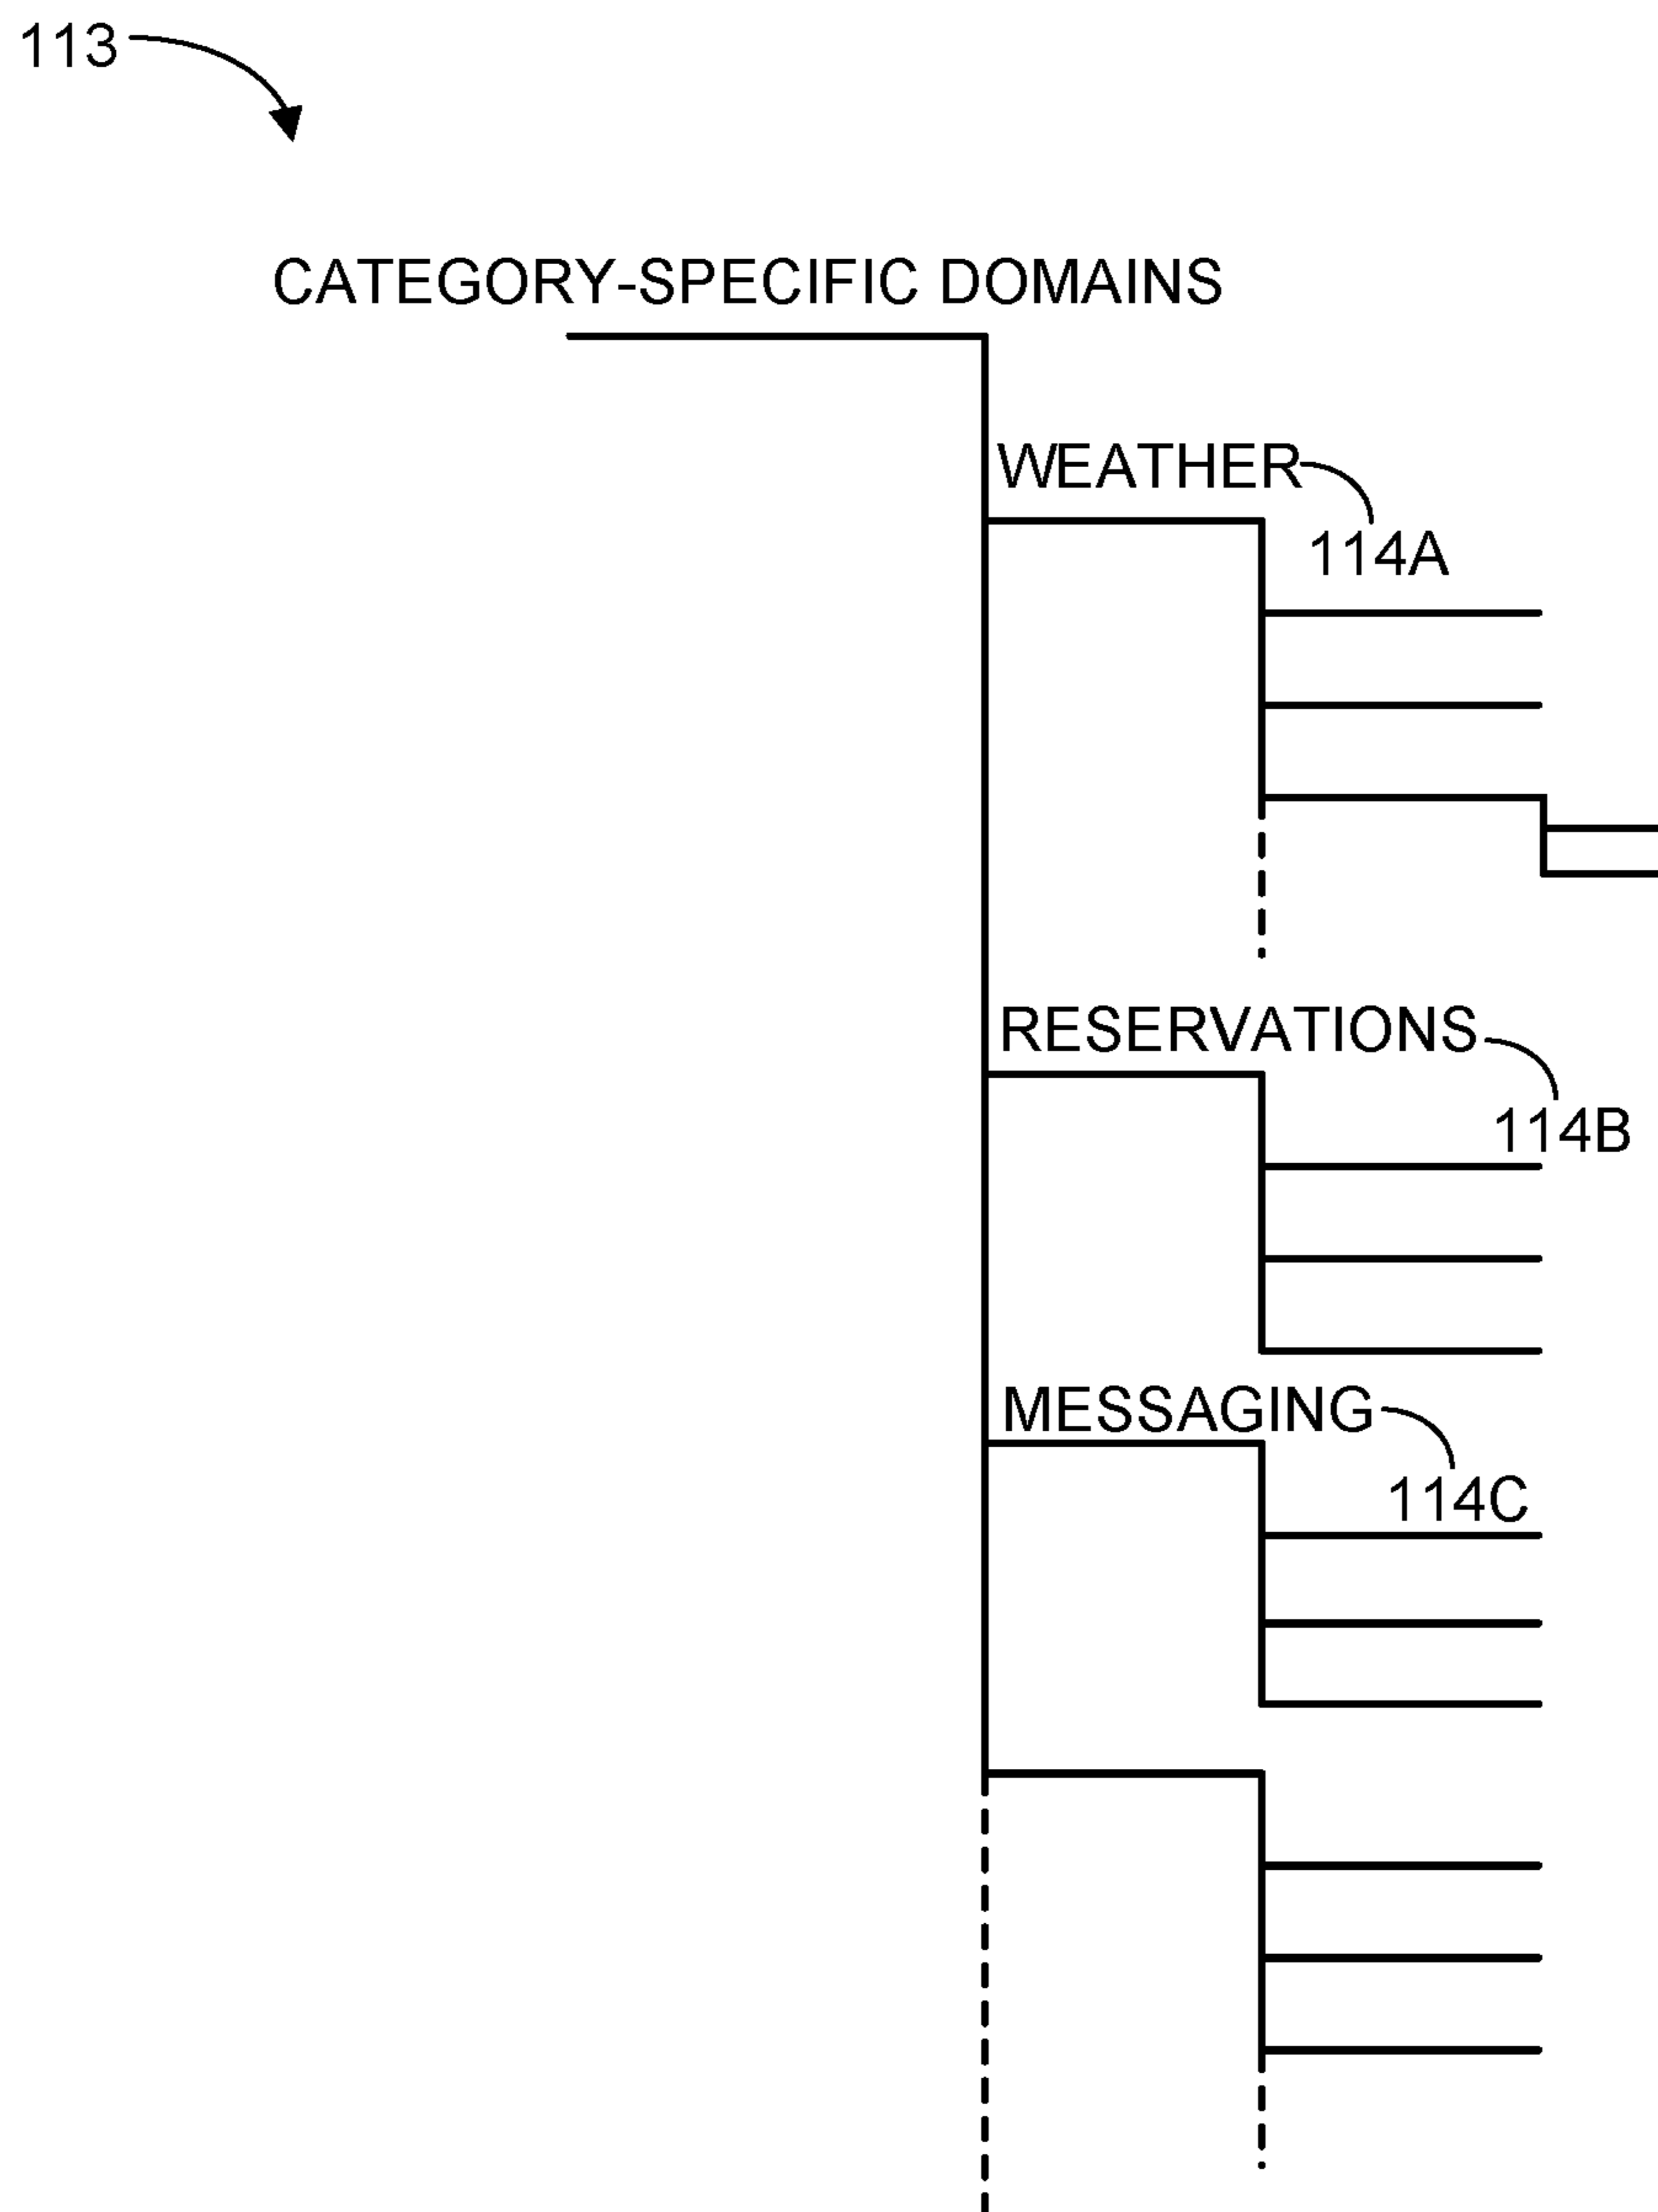 113
CATEGORY-SPECIFIC DOMAINS
WEATHER
114A
RESERVATIONS
114B
MESSAGING
114C